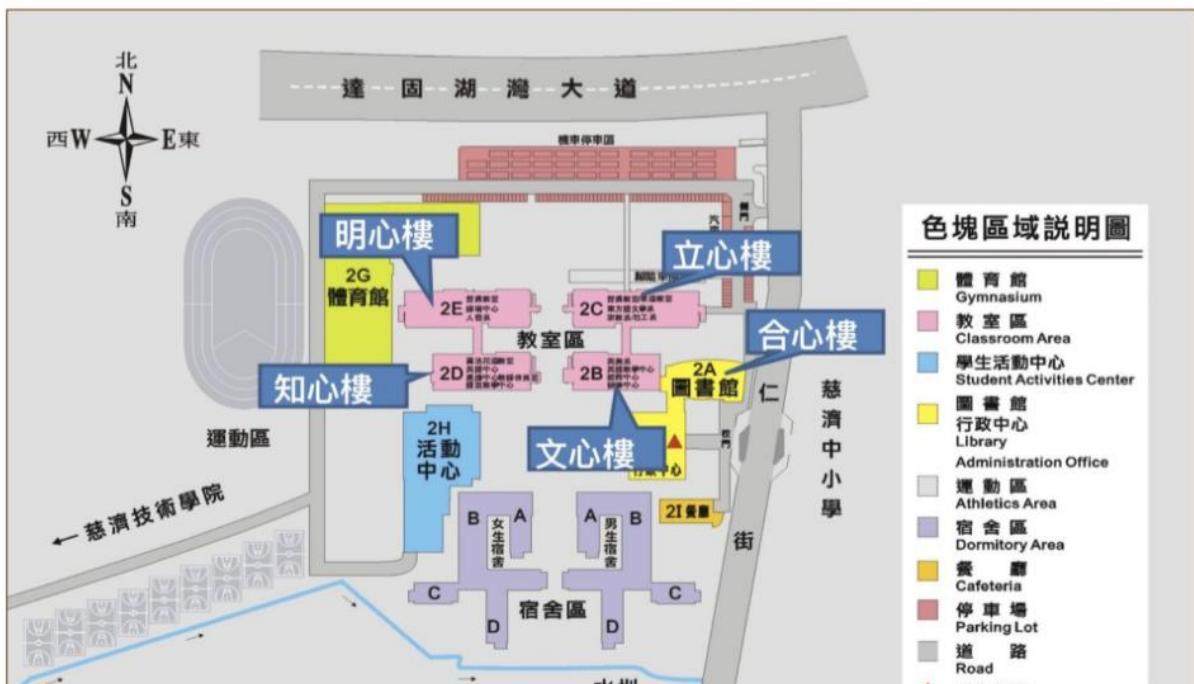 北
N
西W E東
S
南
達固湖灣大道
機車停車區
側門
明心樓
立心樓
合心樓
知心樓
文心樓
2G
體育館
2E
2C
教室區
2D
2B
2A
圖書館
行政中心
校門
2H
活動
中心
運動區
2I 餐廳
仁
街
慈濟中小學
慈濟技術學院
B A
女生宿舍
C
D
A B
男生宿舍
C
D
宿舍區
色塊區域説明圖
體育館
Gymnasium
教室區
Classroom Area
學生活動中心
Student Activities Center
圖書館
行政中心
Library
Administration Office
運動區
Athletics Area
宿舍區
Dormitory Area
餐廳
Cafeteria
停車場
Parking Lot
道路
Road